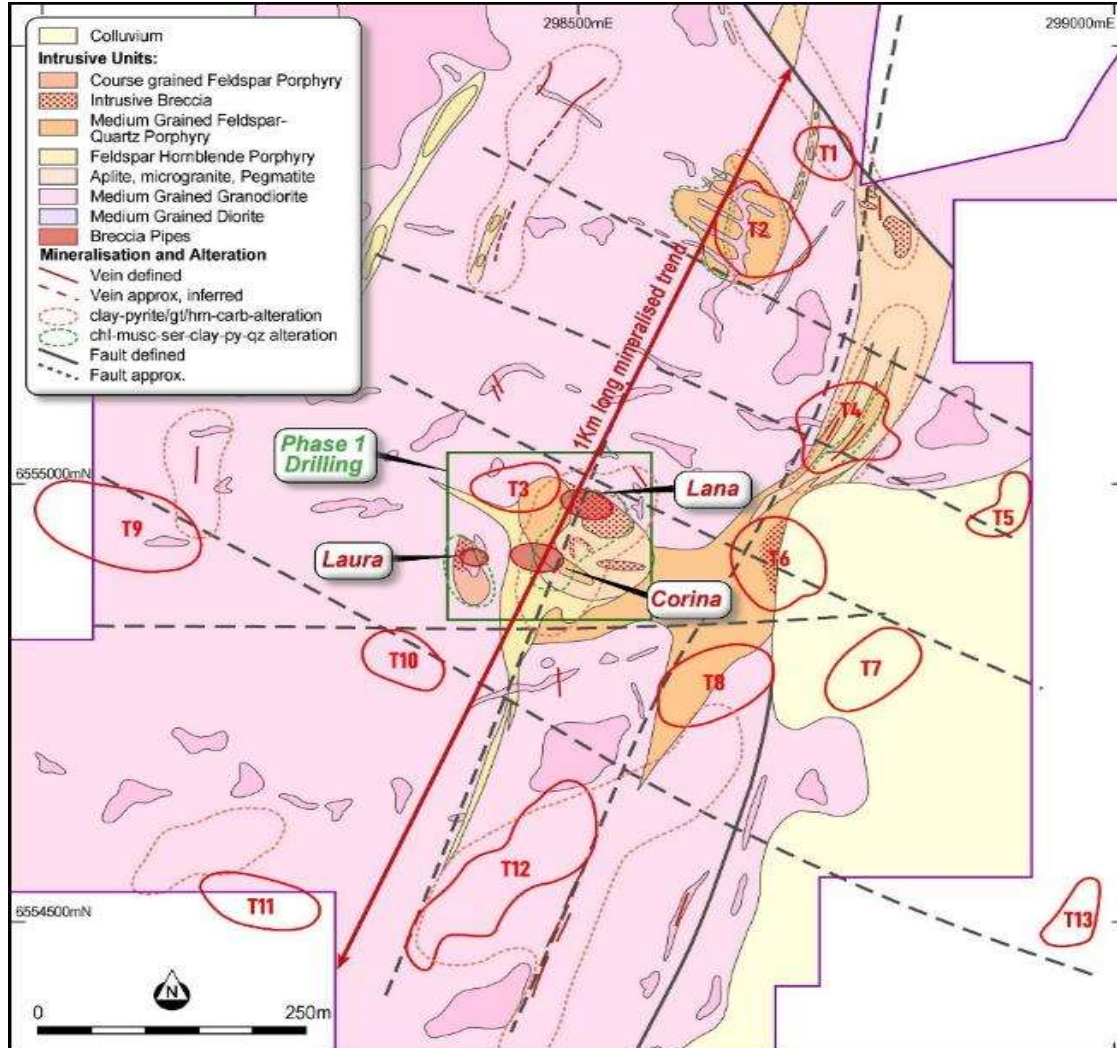 298500mE
299000mE
Colluvium
Intrusive Units:
Course grained Feldspar Porphyry
Intrusive Breccia
Medium Grained Feldspar-
Quartz Porphyry
Feldspar Hornblende Porphyry
Aplite, microgranite, Pegmatite
Medium Grained Granodiorite
Medium Grained Diorite
Breccia Pipes
Mineralisation and Alteration
Vein defined
Vein approx, inferred
clay-pyrite/gt/hm-carb-alteration
chl-musc-ser-clay-py-qz alteration
Fault defined
Fault approx.
T1
T2
1Km long mineralised trend
T4
Phase 1
Drilling
6555000mN
T3
Lana
T5
T9
Laura
T6
Corina
T10
T7
T8
T12
T11
6554500mN
T13
N
0
250m